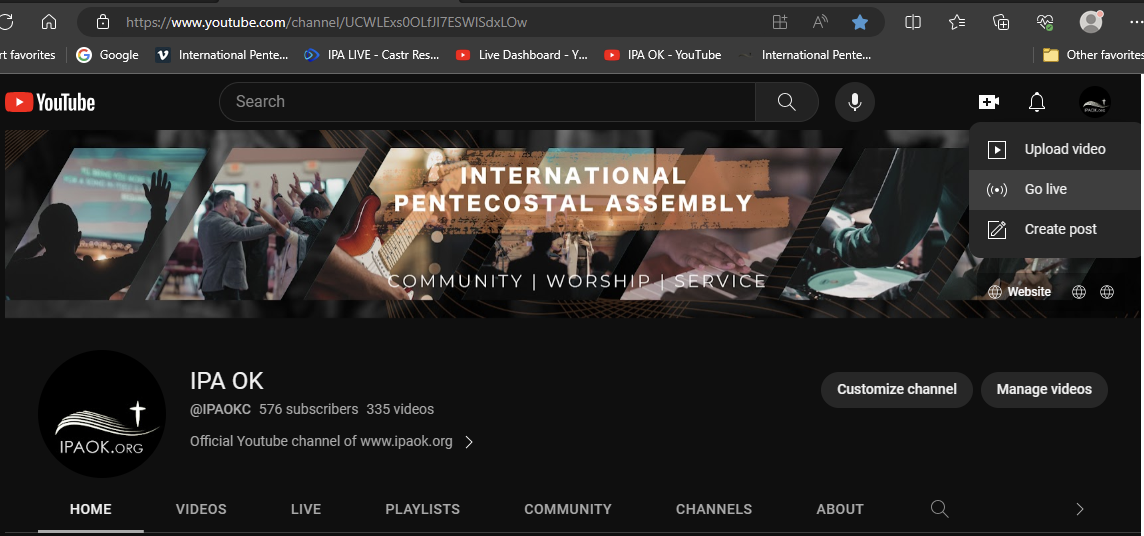 https://www.youtube.com/channel/UCWLExs0OLfJI7ESWISdxLOw
rt favorites Google International Pente... IPA LIVE - Castr Res... Live Dashboard - Y... IPA OK - YouTube International Pente... Other favorites
YouTube Search
Upload video
INTERNATIONAL
PENTECOSTAL ASSEMBLY
Go live
Create post
COMMUNITY | WORSHIP | SERVICE
Website
IPA OK
@IPAOKC 576 subscribers 335 videos
Customize channel Manage videos
Official Youtube channel of www.ipaok.org
IPAOK.ORG
HOME VIDEOS LIVE PLAYLISTS COMMUNITY CHANNELS ABOUT